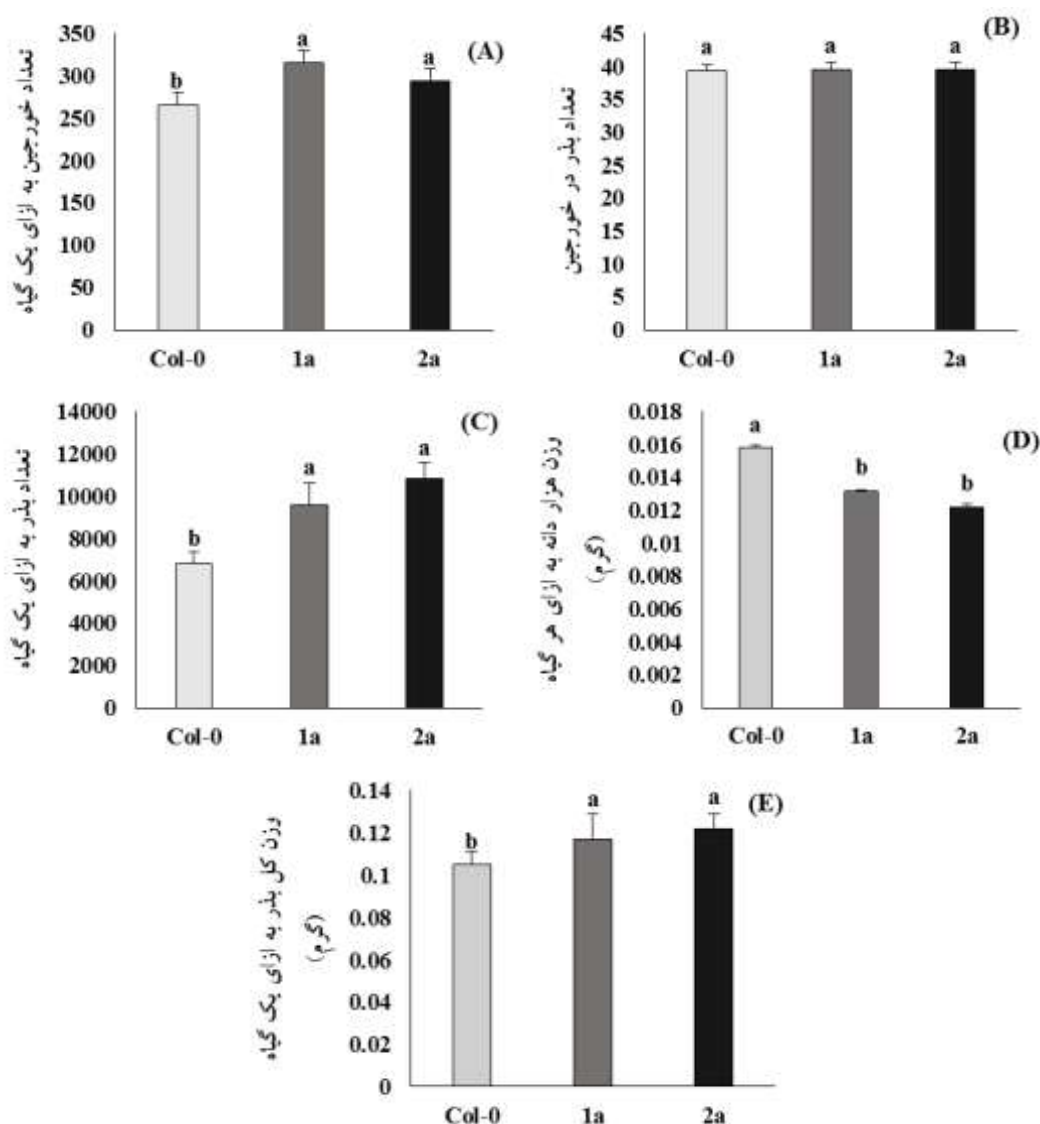 تعداد خورجین به ازای یک گیاه
350
300
250
200
150
100
50
0
b
a
a
(A)
Col-0 1a 2a
تعداد بذر در خورجین
45
40
35
30
25
20
15
10
5
0
a
a
a
(B)
Col-0 1a 2a
تعداد بذر به ازای یک گیاه
14000
12000
10000
8000
6000
4000
2000
0
b
a
a
(C)
Col-0 1a 2a
وزن هزار دانه به ازای هر گیاه
(گرم)
0.018
0.016
0.014
0.012
0.01
0.008
0.006
0.004
0.002
0
a
b
b
(D)
Col-0 1a 2a
وزن کل بذر به ازای یک گیاه
(گرم)
0.14
0.12
0.1
0.08
0.06
0.04
0.02
0
b
a
a
(E)
Col-0 1a 2a